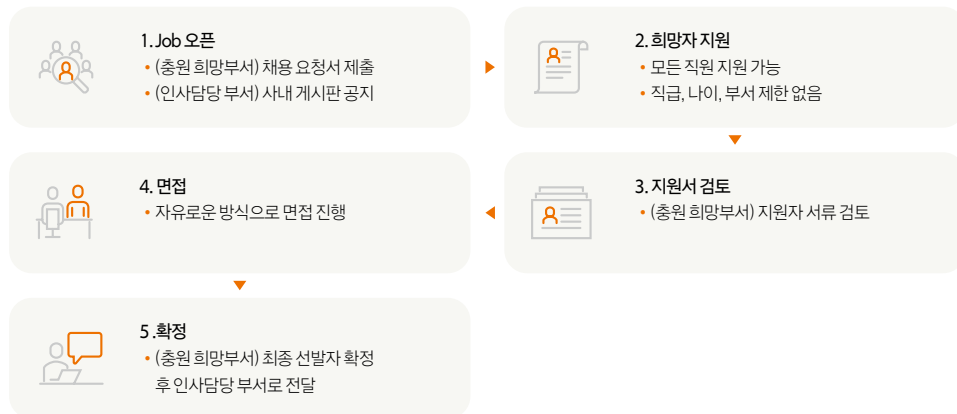 1. Job 오픈
• (충원 희망부서) 채용 요청서 제출
• (인사담당 부서) 사내 게시판 공지
2. 희망자 지원
• 모든 직원 지원 가능
• 직급, 나이, 부서 제한 없음
3. 지원서 검토
• (충원 희망부서) 지원자 서류 검토
4. 면접
• 자유로운 방식으로 면접 진행
5 .확정
• (충원 희망부서) 최종 선발자 확정
후 인사담당 부서로 전달